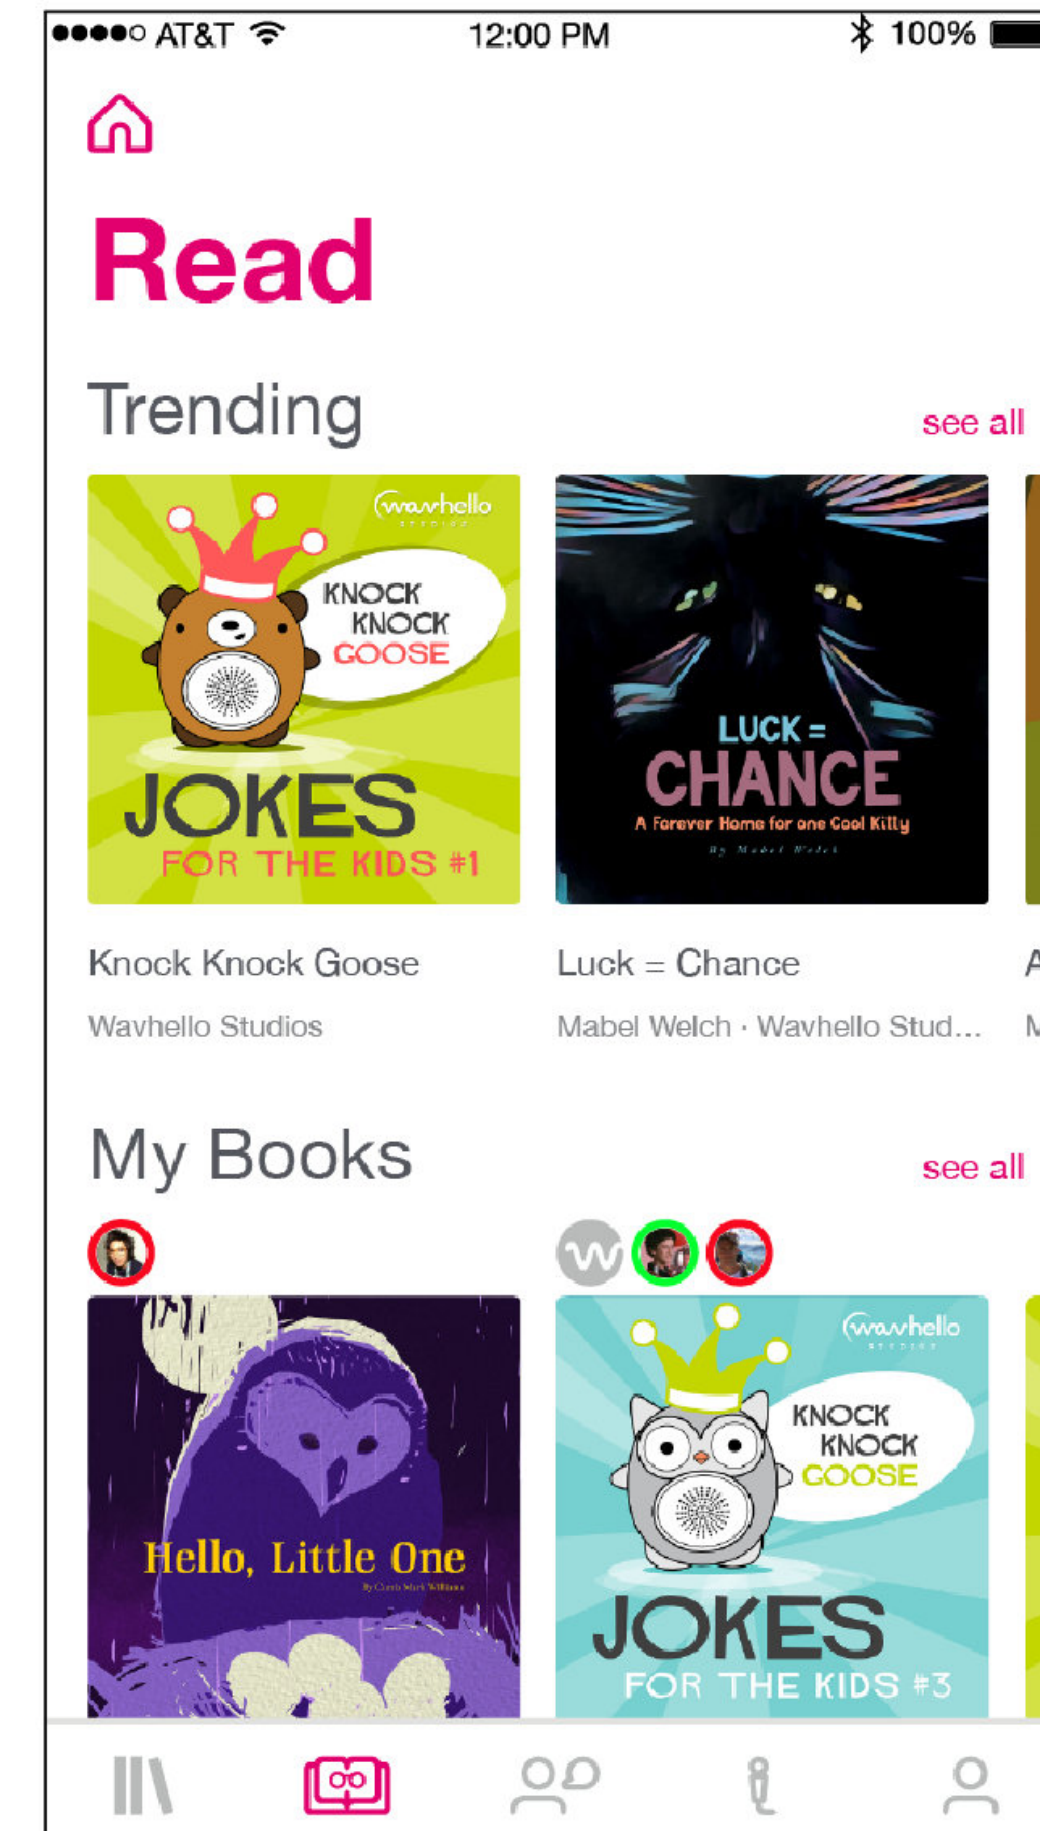 AT&T 12:00 PM 100%
Read
Trending see all
wavhello
STUDIOS
KNOCK
KNOCK
GOOSE
JOKES
FOR THE KIDS #1
LUCK =
CHANCE
A Forever Home for one Cool Kitty
Knock Knock Goose
Wavhello Studios
Luck = Chance
Mabel Welch · Wavhello Stud...
My Books see all
wavhello
STUDIOS
KNOCK
KNOCK
GOOSE
JOKES
FOR THE KIDS #3
Hello, Little One